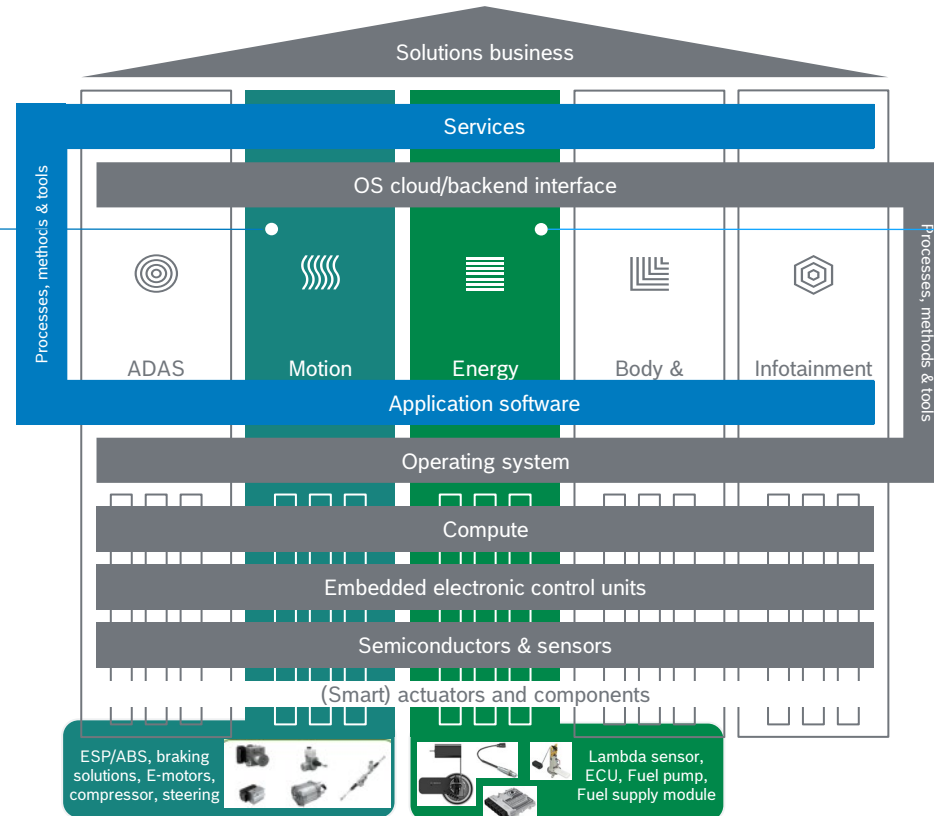 Solutions business
Services
OS cloud/backend interface
Processes, methods & tools
Processes, methods & tools
ADAS
Motion
Energy
Body &
Infotainment
Application software
Operating system
Compute
Embedded electronic control units
Semiconductors & sensors
(Smart) actuators and components
ESP/ABS, braking
solutions, E-motors,
compressor, steering
Lambda sensor,
ECU, Fuel pump,
Fuel supply module